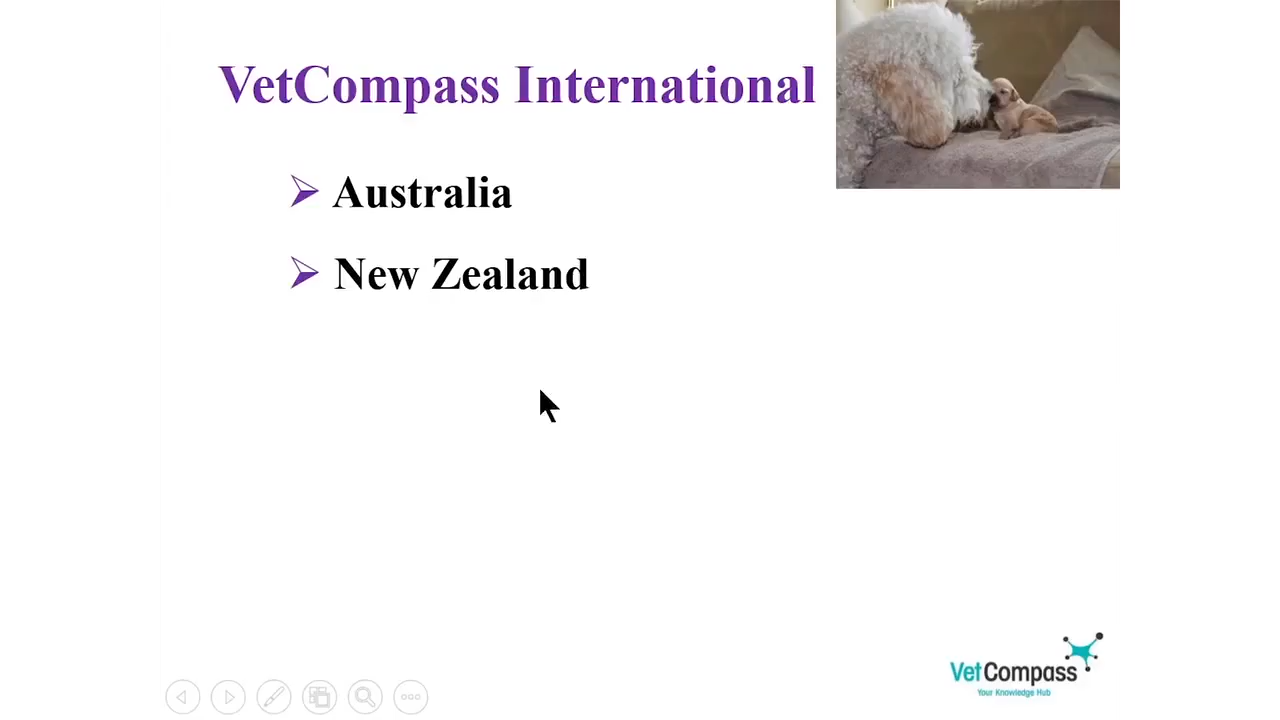 VetCompass International
Australia
New Zealand
VetCompass
Your Knowledge Hub